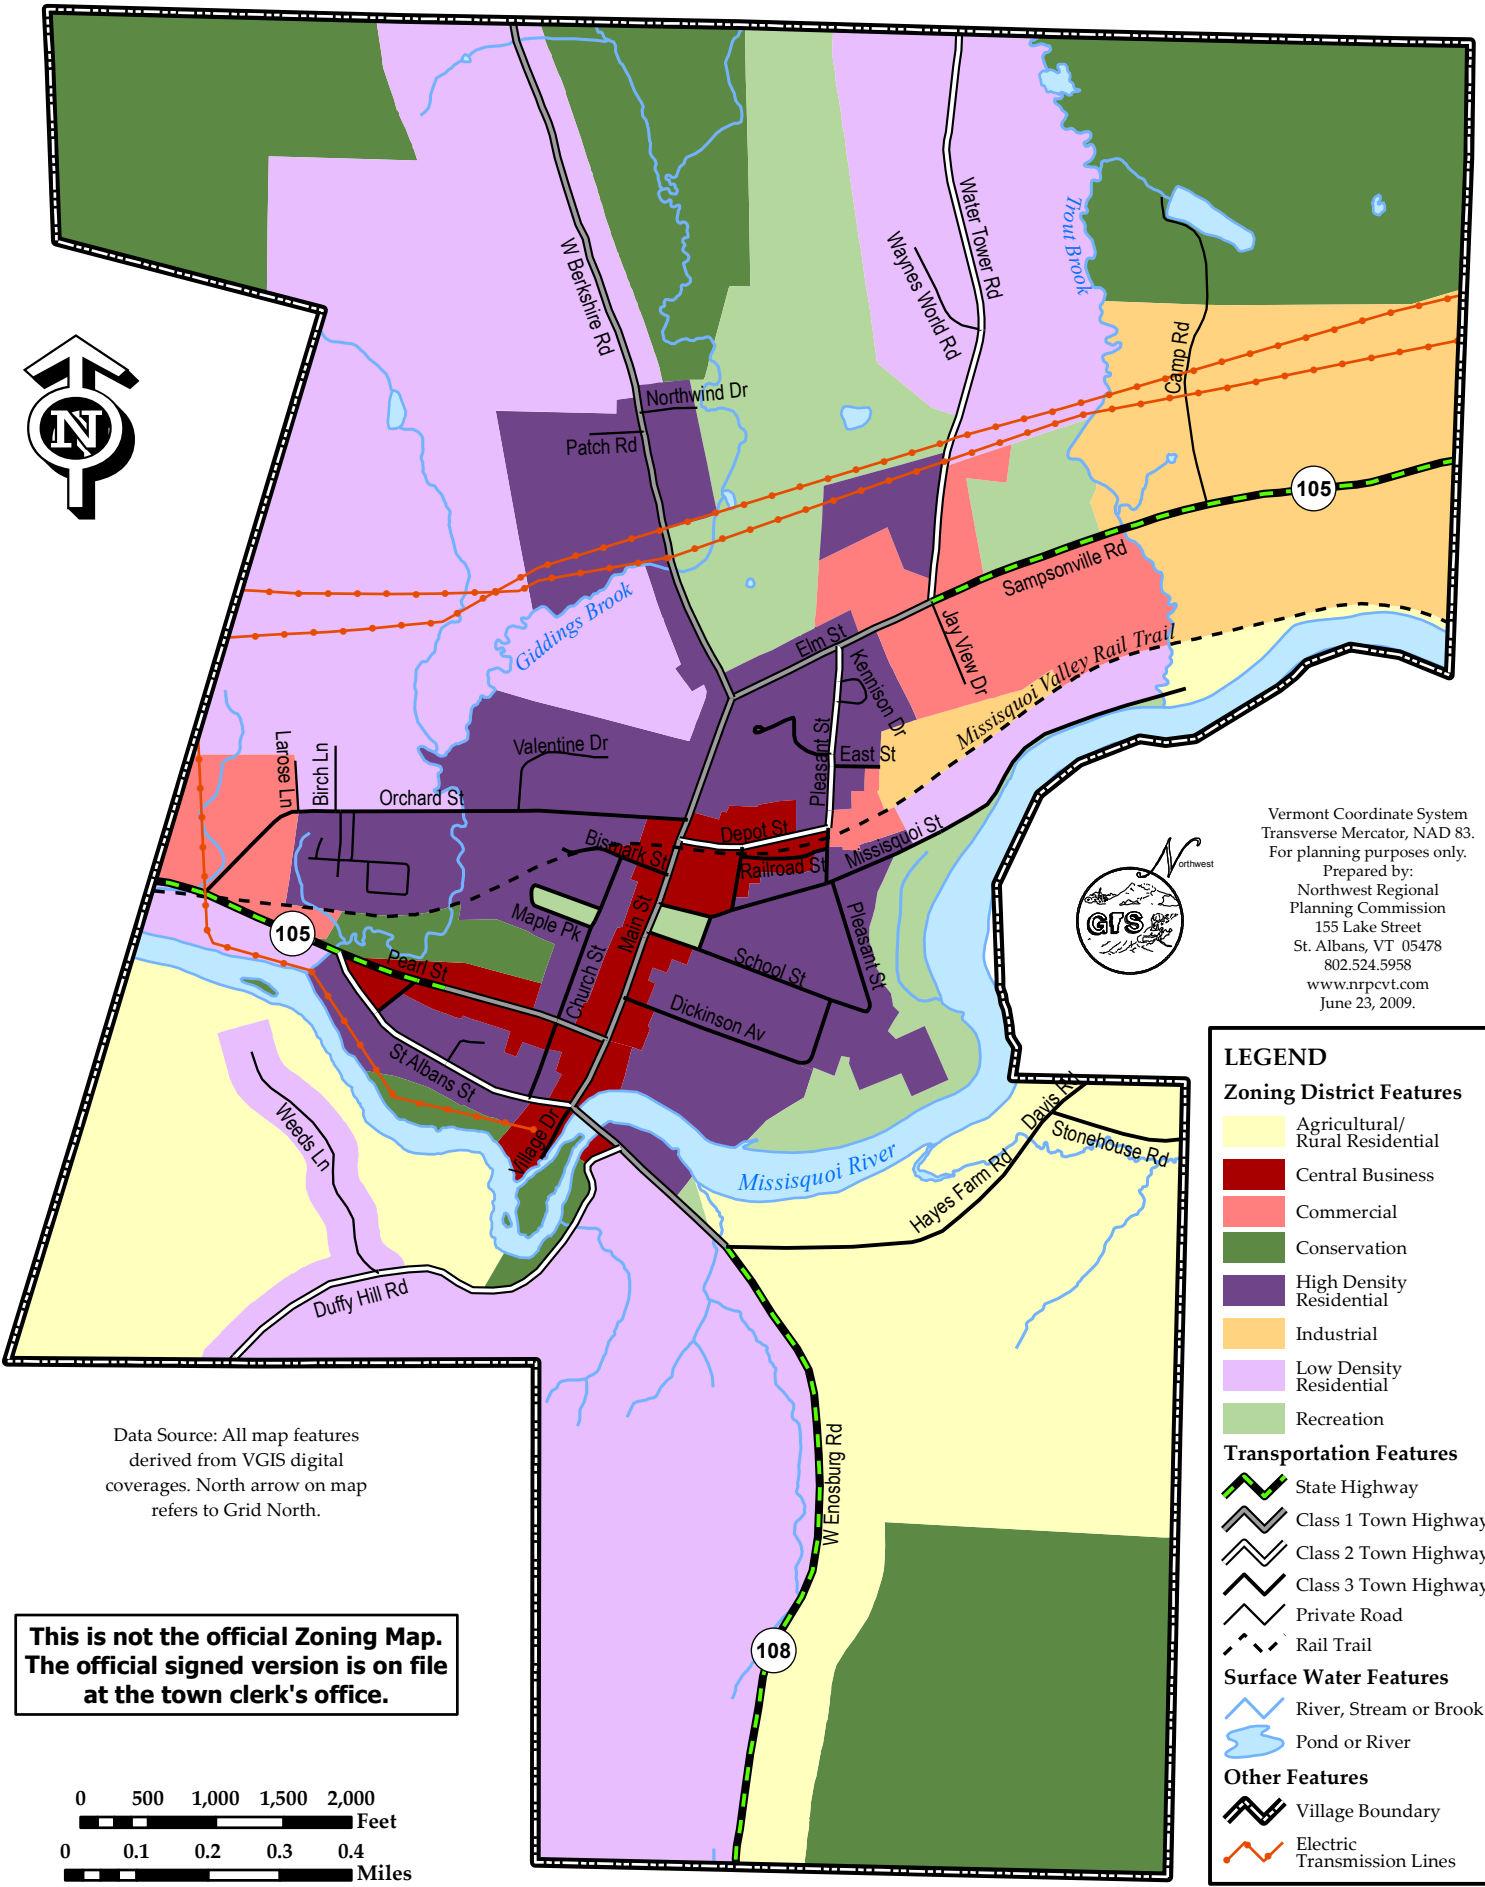 W Berkshire Rd
Water Tower Rd
Waynes World Rd
Trout Brook
Camp Rd
N
Northwind Dr
Patch Rd
105
Sampsonville Rd
Giddings Brook
Elm St
Jay View Dr
Kennison Dr
Missisquoi Valley Rail Trail
Pleasant St
East St
Valentine Dr
Larose Ln
Birch Ln
Orchard St
Depot St
Bismark St
Railroad St
Missisquoi St
Maple Pk
Main St
Church St
School St
Pleasant St
Dickinson Av
105
Pearl St
St Albans St
Village Dr
Weeds Ln
Duffy Hill Rd
Missisquoi River
Hayes Farm Rd
Davis Rd
Stonehouse Rd
W Enosburg Rd
108
Northwest
GIS
Vermont Coordinate System
Transverse Mercator, NAD 83.
For planning purposes only.
Prepared by:
Northwest Regional
Planning Commission
155 Lake Street
St. Albans, VT 05478
802.524.5958
www.nrpcvt.com
June 23, 2009.
LEGEND
Zoning District Features
Agricultural/
Rural Residential
Central Business
Commercial
Conservation
High Density
Residential
Industrial
Low Density
Residential
Recreation
Transportation Features
State Highway
Class 1 Town Highway
Class 2 Town Highway
Class 3 Town Highway
Private Road
Rail Trail
Surface Water Features
River, Stream or Brook
Pond or River
Other Features
Village Boundary
Electric
Transmission Lines
Data Source: All map features
derived from VGIS digital
coverages. North arrow on map
refers to Grid North.
This is not the official Zoning Map.
The official signed version is on file
at the town clerk's office.
0 500 1,000 1,500 2,000
Feet
0 0.1 0.2 0.3 0.4
Miles